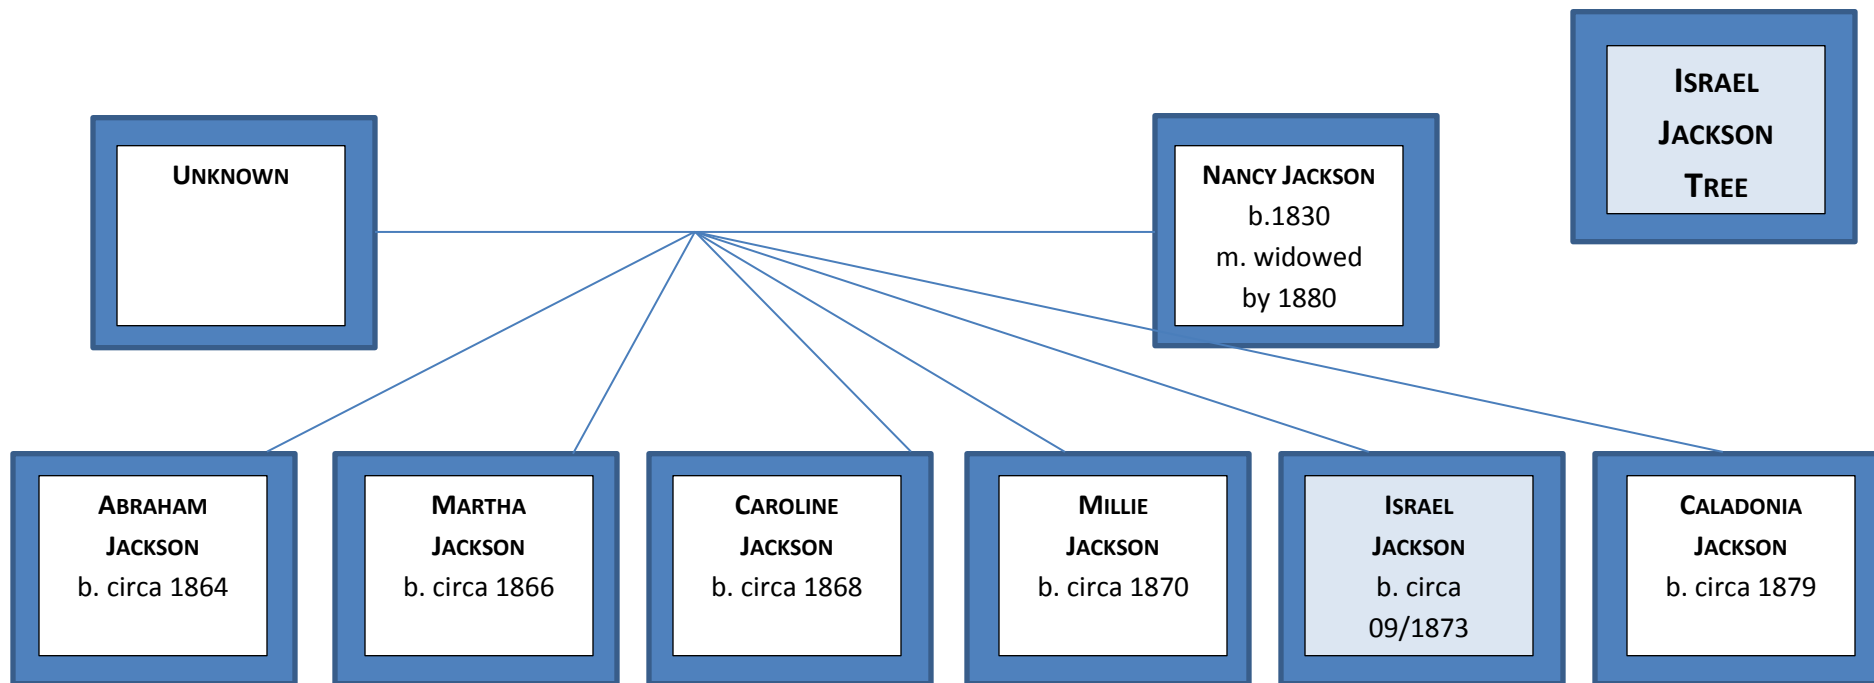 ISRAEL
JACKSON
TREE
UNKNOWN
NANCY JACKSON
b.1830
m. widowed
by 1880
ABRAHAM
JACKSON
b. circa 1864
MARTHA
JACKSON
b. circa 1866
CAROLINE
JACKSON
b. circa 1868
MILLIE
JACKSON
b. circa 1870
ISRAEL
JACKSON
b. circa
09/1873
CALADONIA
JACKSON
b. circa 1879